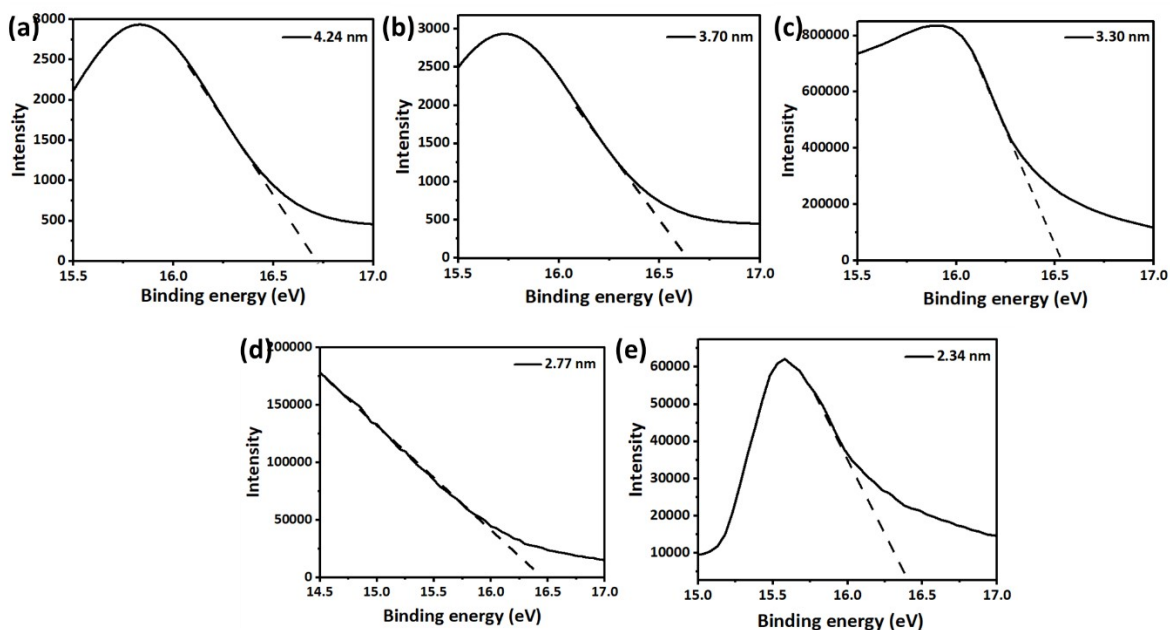 (a)
4.24 nm
3000
2500
2000
1500
1000
500
0
Intensity
15.5 16.0 16.5 17.0
Binding energy (eV)
(b)
3.70 nm
3000
2500
2000
1500
1000
500
0
Intensity
15.5 16.0 16.5 17.0
Binding energy (eV)
(c)
3.30 nm
800000
600000
400000
200000
0
Intensity
15.5 16.0 16.5 17.0
Binding energy (eV)
(d)
2.77 nm
200000
150000
100000
50000
0
Intensity
14.5 15.0 15.5 16.0 16.5 17.0
Binding energy (eV)
(e)
2.34 nm
60000
50000
40000
30000
20000
10000
Intensity
15.0 15.5 16.0 16.5 17.0
Binding energy (eV)